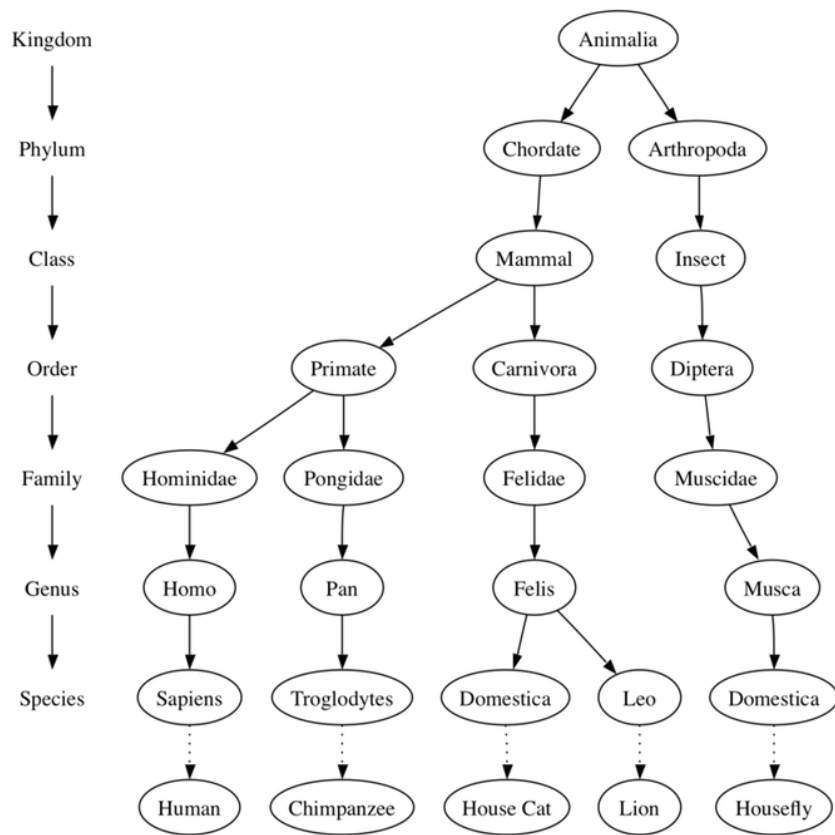 Kingdom
Animalia
Phylum
Chordate
Arthropoda
Class
Mammal
Insect
Order
Primate
Carnivora
Diptera
Family
Hominidae
Pongidae
Felidae
Muscidae
Genus
Homo
Pan
Felis
Musca
Species
Sapiens
Troglodytes
Domestica
Leo
Domestica
Human
Chimpanzee
House Cat
Lion
Housefly